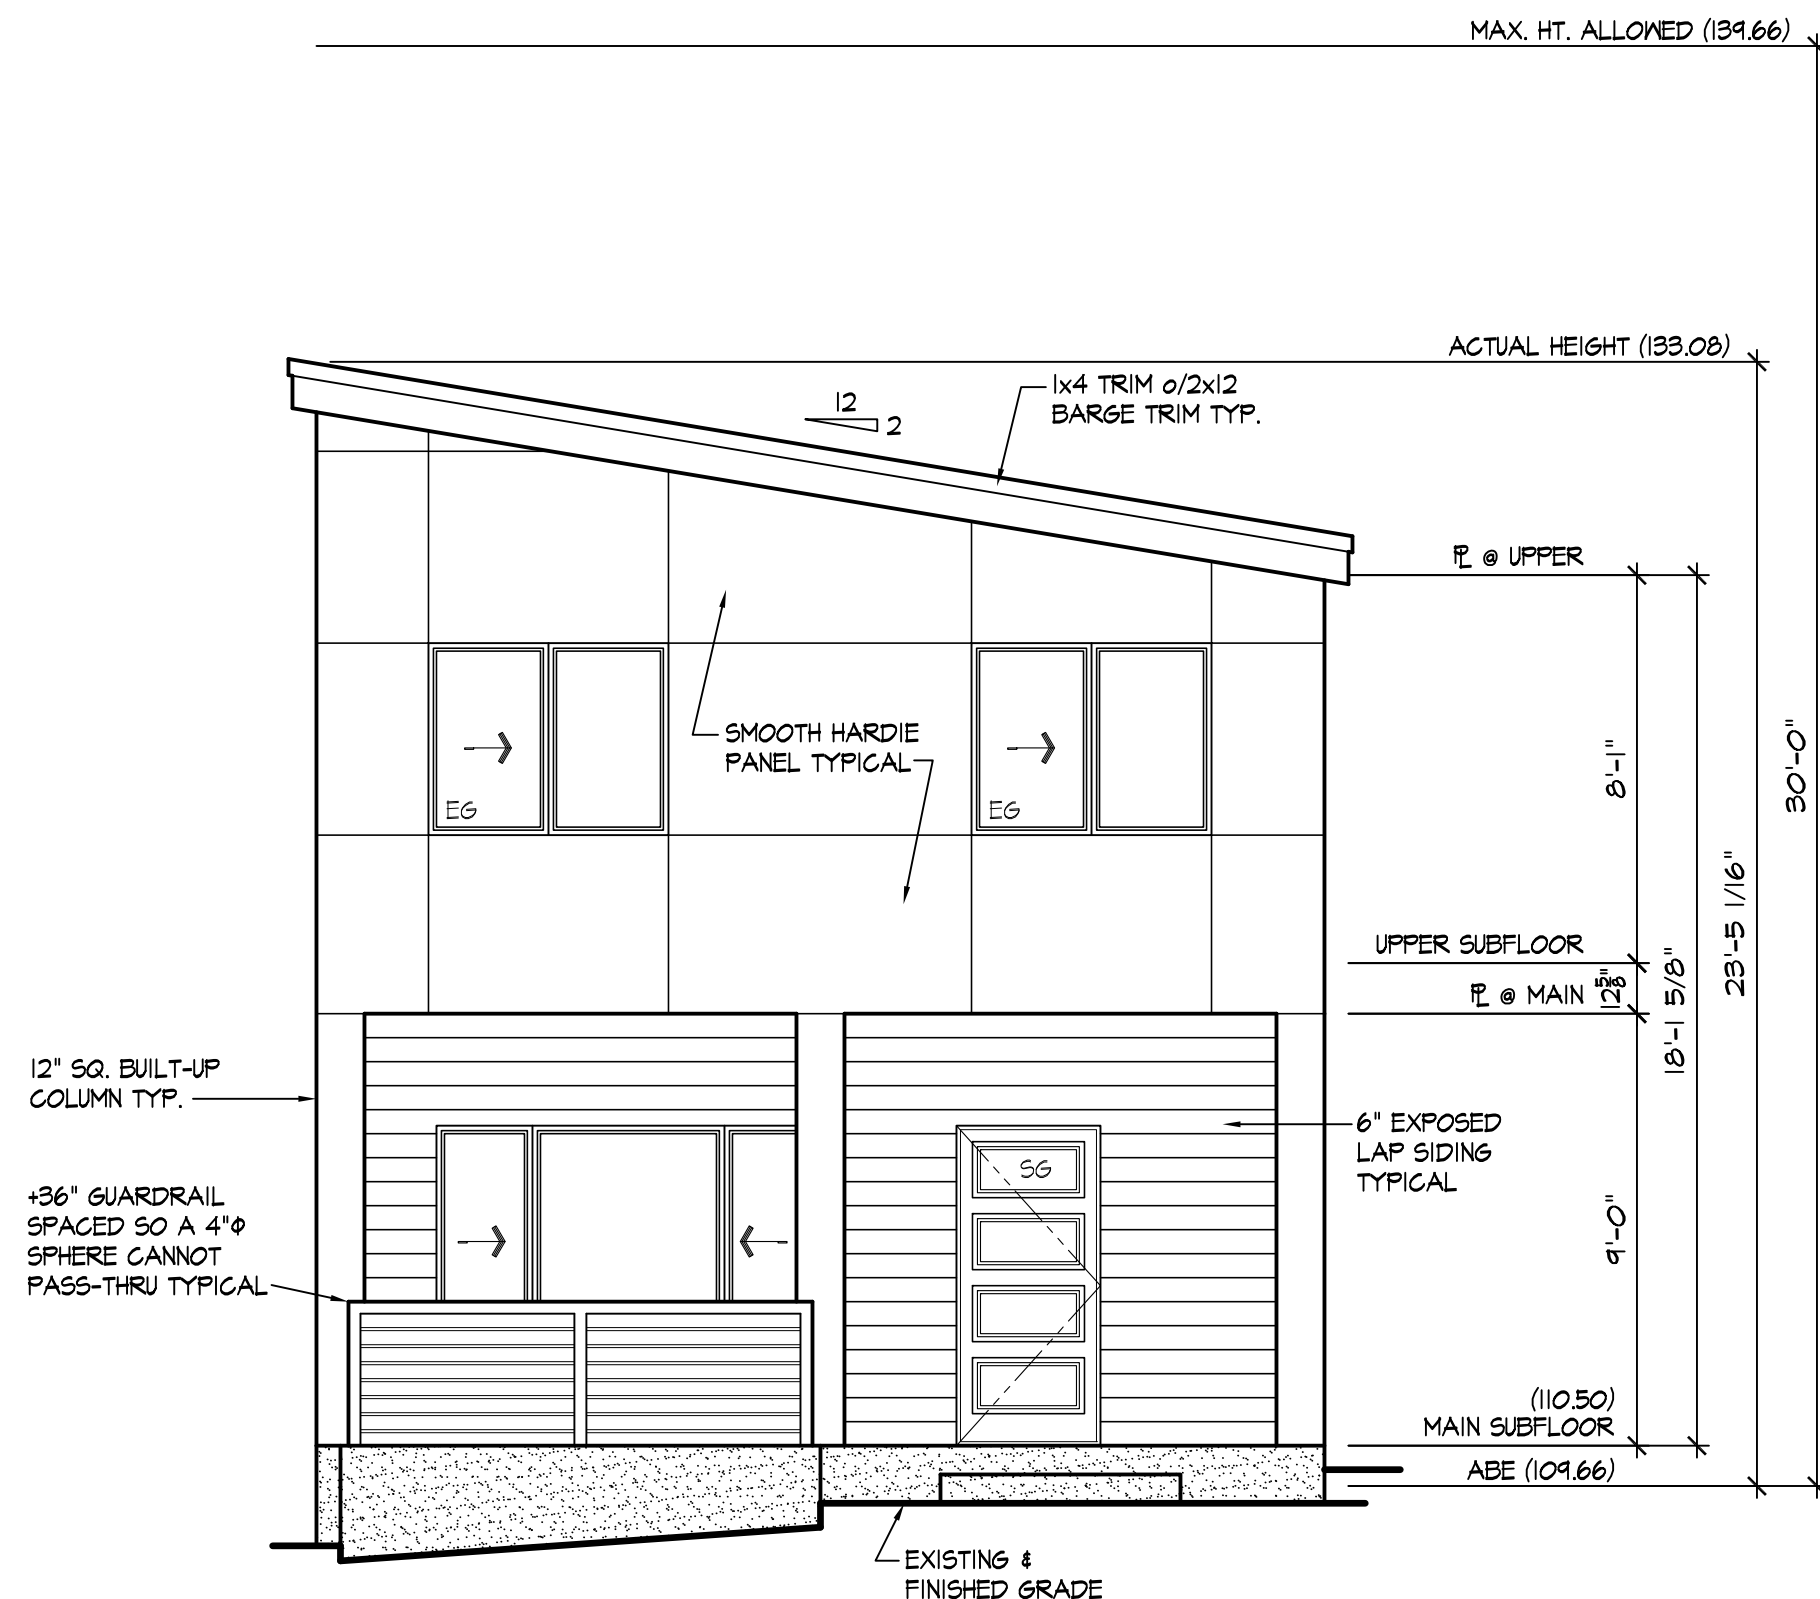 MAX. HT. ALLOWED (139.66)
ACTUAL HEIGHT (133.08)
1x4 TRIM o/2x12
BARGE TRIM TYP.
12
2
℄ @ UPPER
SMOOTH HARDIE
PANEL TYPICAL
EG
EG
8'-1"
30'-0"
23'-5 1/16"
UPPER SUBFLOOR
℄ @ MAIN
12 5/8"
18'-1 5/8"
12" SQ. BUILT-UP
COLUMN TYP.
6" EXPOSED
LAP SIDING
TYPICAL
SG
+36" GUARDRAIL
SPACED SO A 4"Φ
SPHERE CANNOT
PASS-THRU TYPICAL
9'-0"
(110.50)
MAIN SUBFLOOR
ABE (109.66)
EXISTING &
FINISHED GRADE